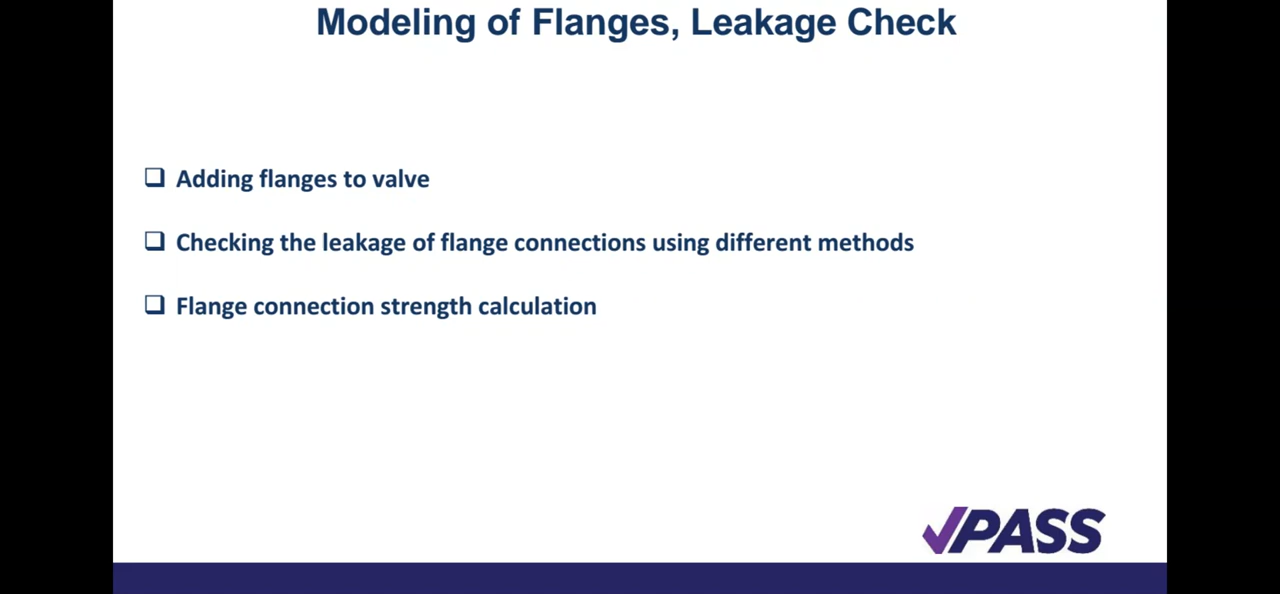 Modeling of Flanges, Leakage Check
Adding flanges to valve
Checking the leakage of flange connections using different methods
Flange connection strength calculation
PASS